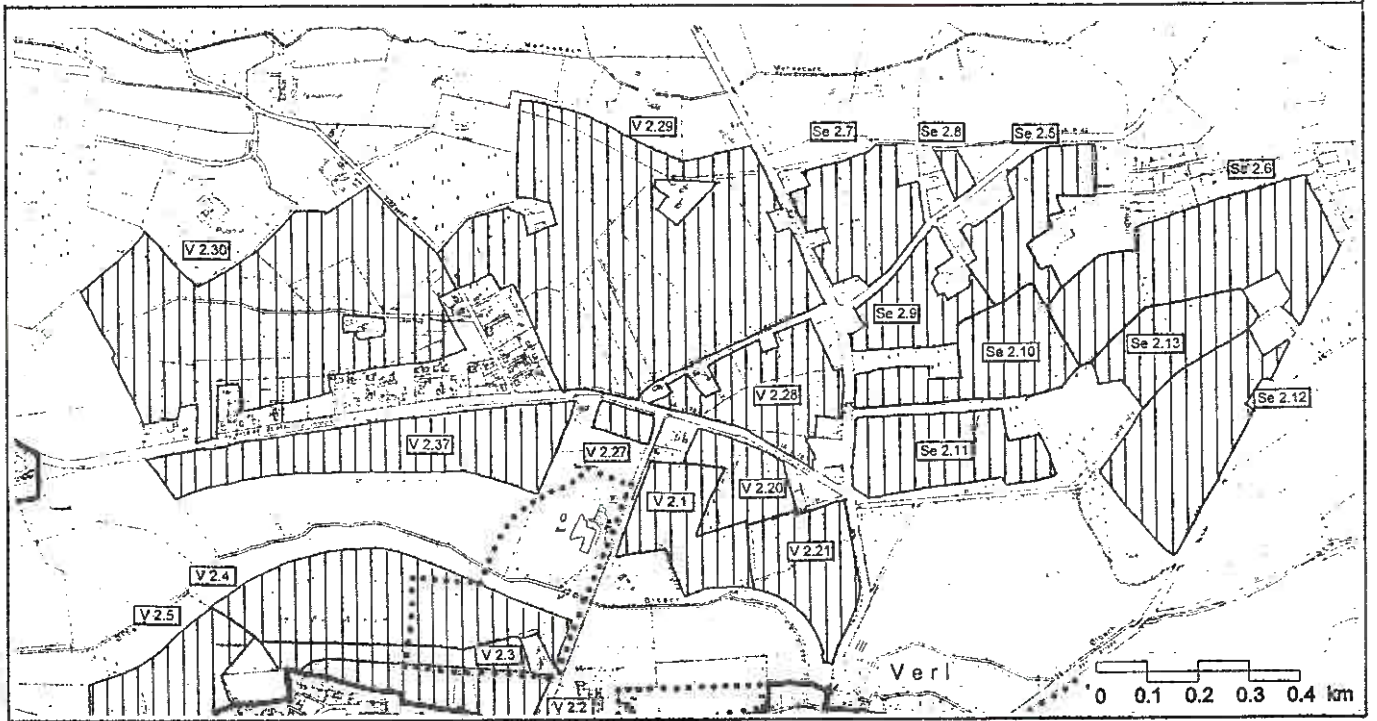 V 2.29
Se 2.7
Se 2.8
Se 2.5
Se 2.6
V 2.30
Se 2.9
Se 2.10
Se 2.13
V 2.28
Se 2.12
V 2.37
V 2.27
Se 2.11
V 2.1
V 2.20
V 2.21
V 2.4
V 2.5
V 2.3
V 2.2
Verl
0 0.1 0.2 0.3 0.4 km